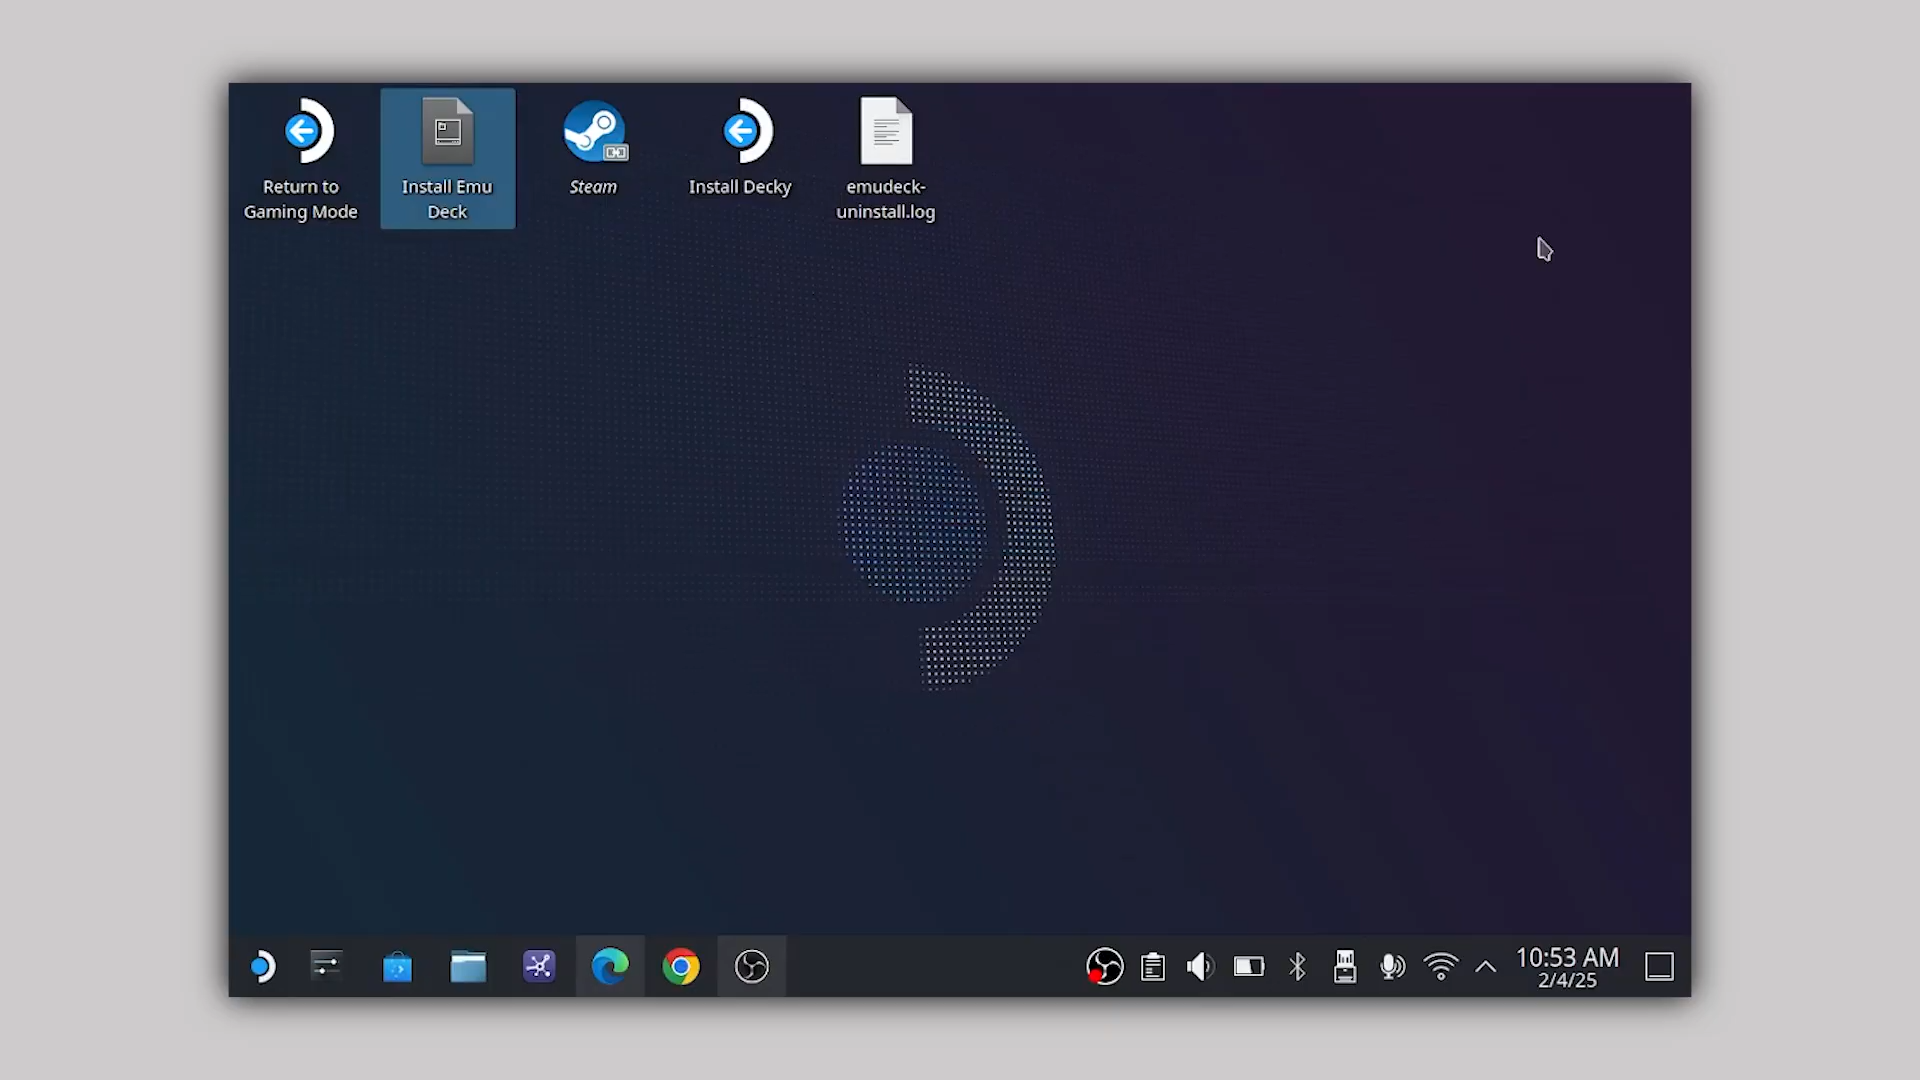 Return to
Gaming Mode
Install Emu
Deck
Steam
Install Decky
emudeck-
uninstall.log
10:53 AM
2/4/25